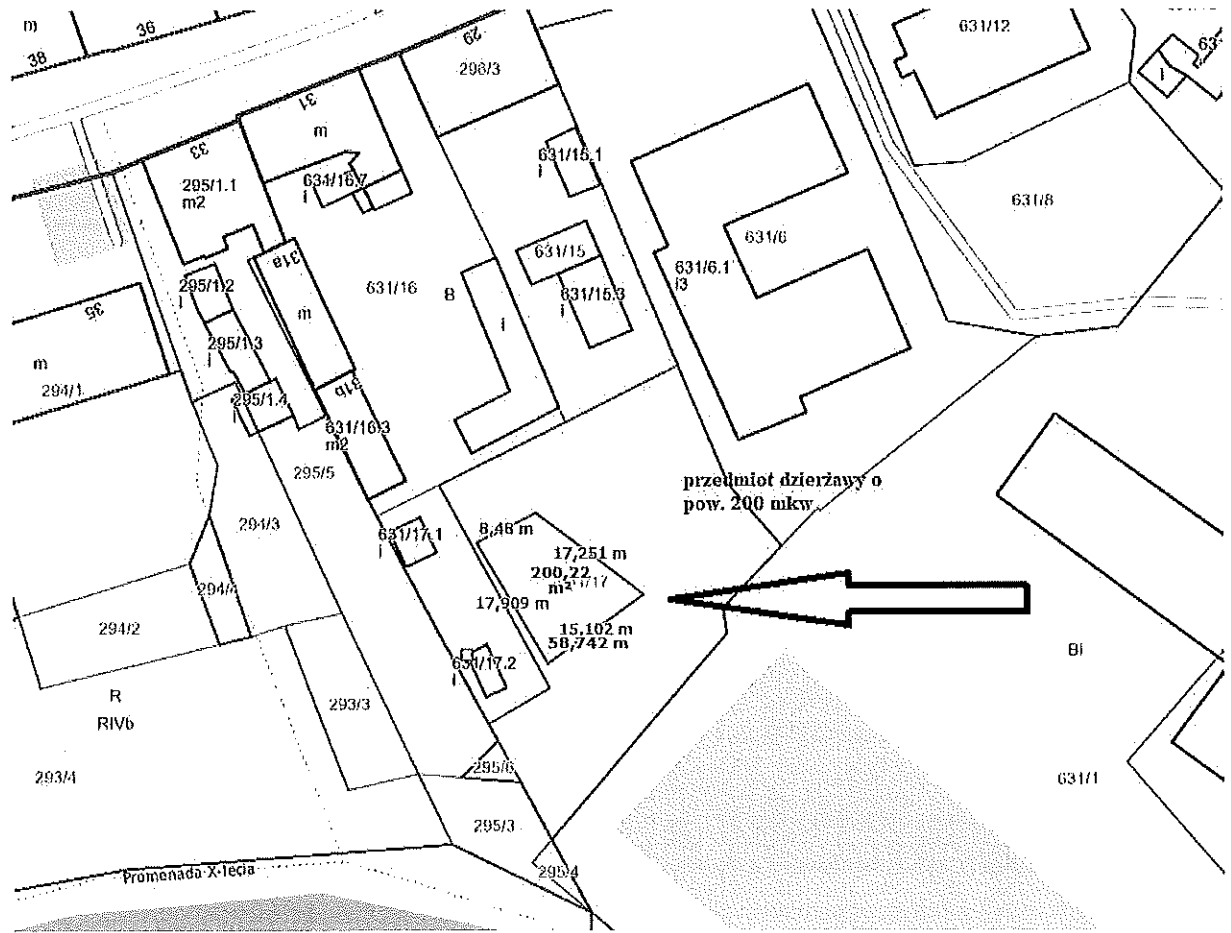 m
38
36
29
298/3
631/12
63
i
31
m
33
631/15.1
i
295/1.1
m2
634/16.7
i
631/8
631/15
631/6
31a
295/1.2
i
631/16
B
i
631/6.1
i3
631/15.3
i
35
m
295/1.3
i
m
294/1
295/1.4
i
31b
631/16.3
m2
295/5
przedmiot dzierżawy o
pow. 200 mkw.
294/3
631/17.1
i
8,48 m
17,251 m
200,22
m²
/17
17,909 m
294/4
294/2
15,102 m
58,742 m
631/17.2
i
Bi
R
RIVb
293/3
293/4
295/6
631/1
295/3
295/4
Promenada X-lecia